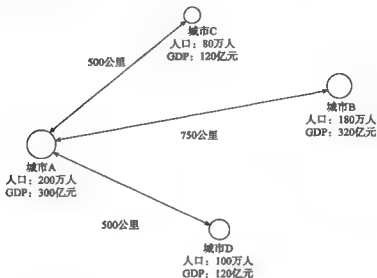 城市C
人口：80万人
GDP：120亿元
500公里
城市B
人口：180万人
GDP：320亿元
750公里
城市A
人口：200万人
GDP：300亿元
500公里
城市D
人口：100万人
GDP：120亿元